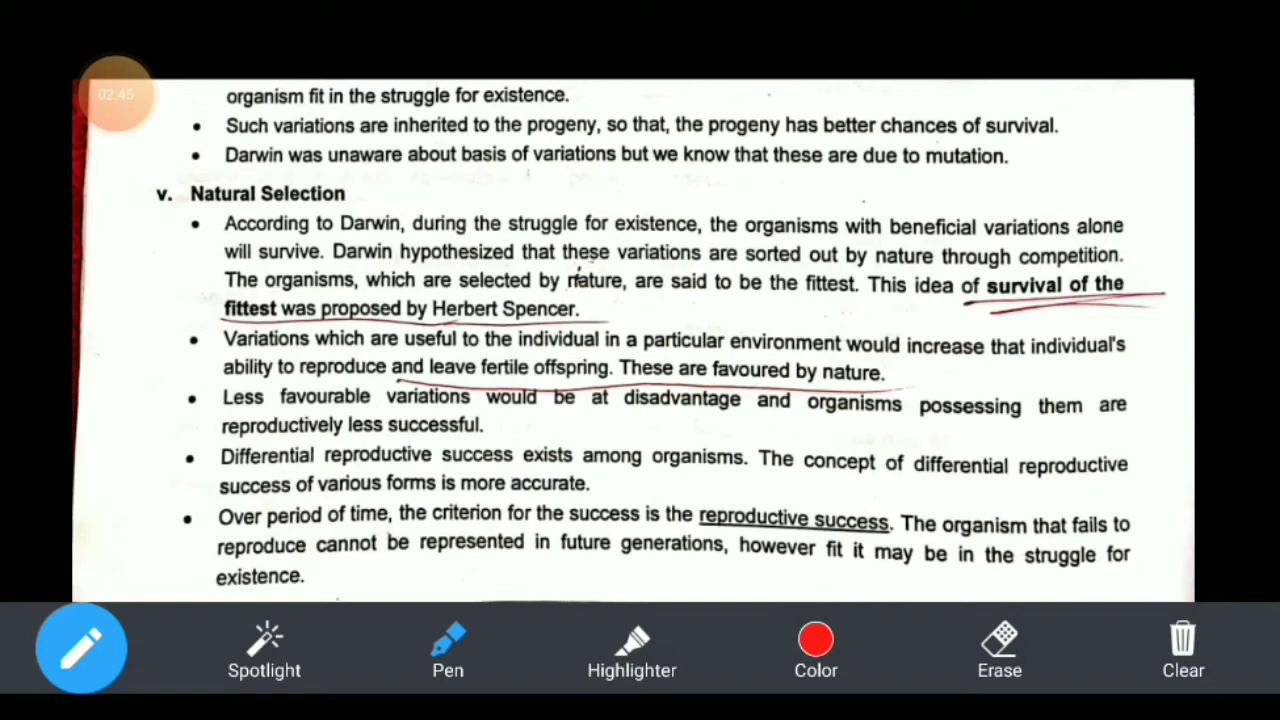 02:45
organism fit in the struggle for existence.
• Such variations are inherited to the progeny, so that, the progeny has better chances of survival.
• Darwin was unaware about basis of variations but we know that these are due to mutation.
v. Natural Selection
• According to Darwin, during the struggle for existence, the organisms with beneficial variations alone
will survive. Darwin hypothesized that these variations are sorted out by nature through competition.
The organisms, which are selected by nature, are said to be the fittest. This idea of survival of the
fittest was proposed by Herbert Spencer.
• Variations which are useful to the individual in a particular environment would increase that individual's
ability to reproduce and leave fertile offspring. These are favoured by nature.
• Less favourable variations would be at disadvantage and organisms possessing them are
reproductively less successful.
• Differential reproductive success exists among organisms. The concept of differential reproductive
success of various forms is more accurate.
• Over period of time, the criterion for the success is the reproductive success. The organism that fails to
reproduce cannot be represented in future generations, however fit it may be in the struggle for
existence.
Spotlight Pen Highlighter Color Erase Clear